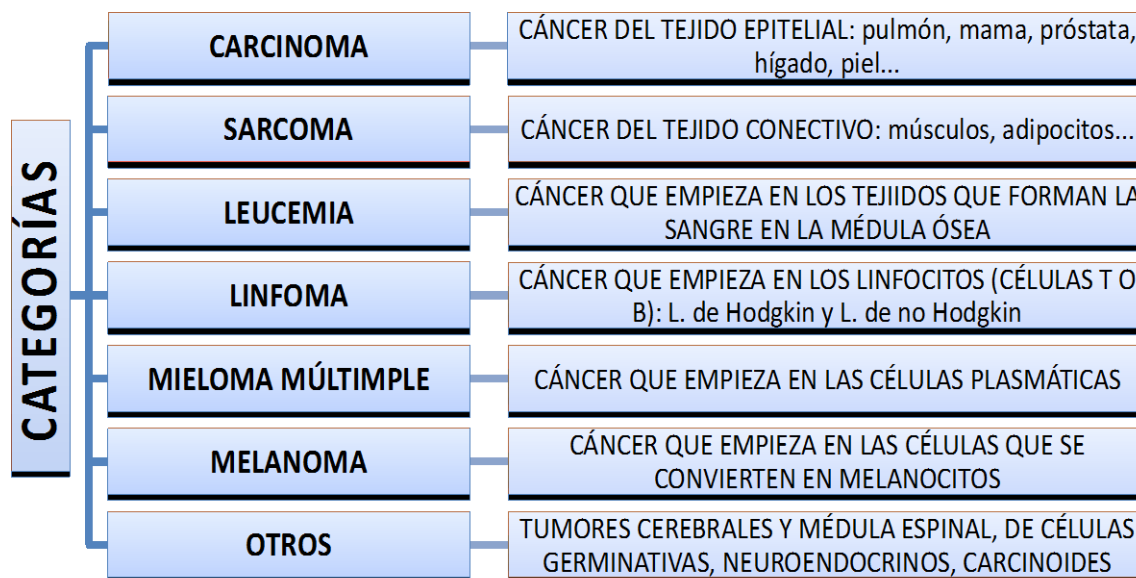 CATEGORÍAS
CARCINOMA
CÁNCER DEL TEJIDO EPITELIAL: pulmón, mama, próstata,
hígado, piel...
SARCOMA
CÁNCER DEL TEJIDO CONECTIVO: músculos, adipocitos...
LEUCEMIA
CÁNCER QUE EMPIEZA EN LOS TEJIIDOS QUE FORMAN LA
SANGRE EN LA MÉDULA ÓSEA
LINFOMA
CÁNCER QUE EMPIEZA EN LOS LINFOCITOS (CÉLULAS T O
B): L. de Hodgkin y L. de no Hodgkin
MIELOMA MÚLTIMPLE
CÁNCER QUE EMPIEZA EN LAS CÉLULAS PLASMÁTICAS
MELANOMA
CÁNCER QUE EMPIEZA EN LAS CÉLULAS QUE SE
CONVIERTEN EN MELANOCITOS
OTROS
TUMORES CEREBRALES Y MÉDULA ESPINAL, DE CÉLULAS
GERMINATIVAS, NEUROENDOCRINOS, CARCINOIDES